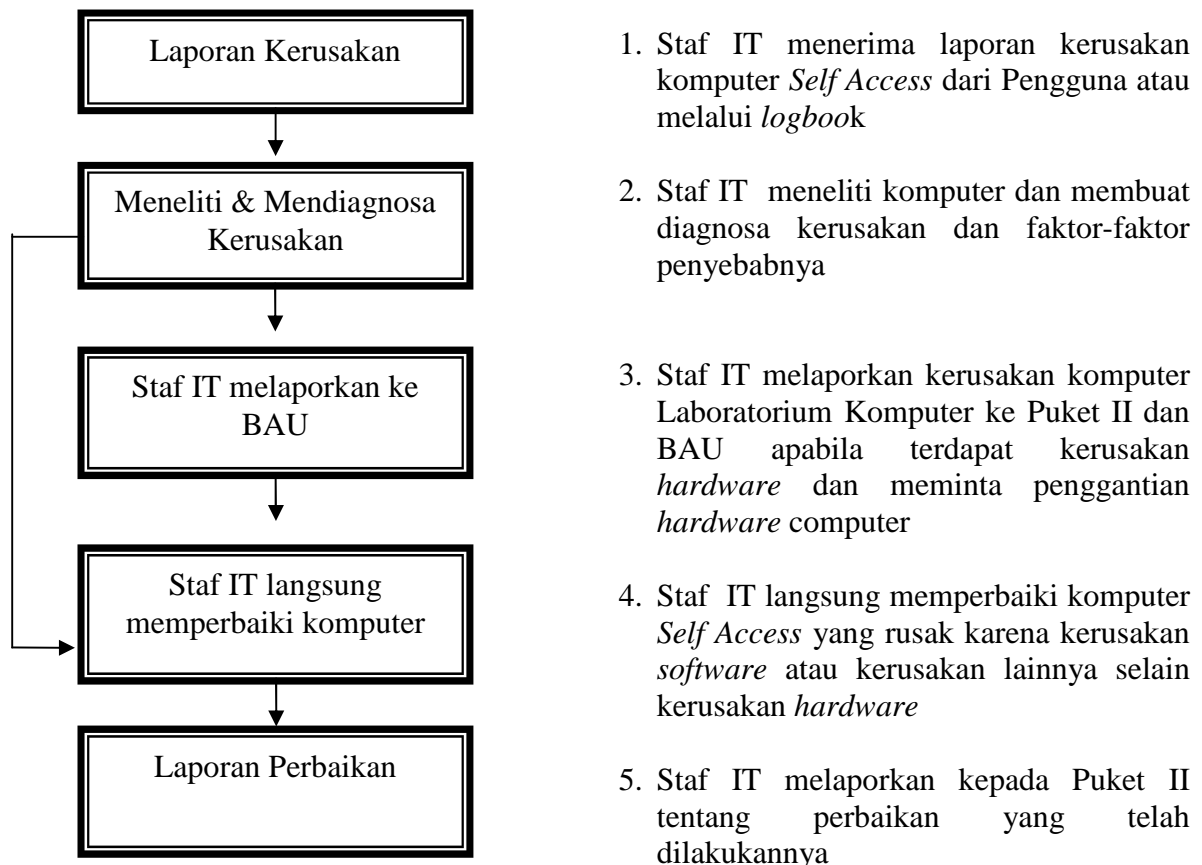 Laporan Kerusakan
Meneliti & Mendiagnosa
Kerusakan
Staf IT melaporkan ke
BAU
Staf IT langsung
memperbaiki komputer
Laporan Perbaikan
1. Staf IT menerima laporan kerusakan
komputer Self Access dari Pengguna atau
melalui logbook
2. Staf IT meneliti komputer dan membuat
diagnosa kerusakan dan faktor-faktor
penyebabnya
3. Staf IT melaporkan kerusakan komputer
Laboratorium Komputer ke Puket II dan
BAU apabila terdapat kerusakan
hardware dan meminta penggantian
hardware computer
4. Staf IT langsung memperbaiki komputer
Self Access yang rusak karena kerusakan
software atau kerusakan lainnya selain
kerusakan hardware
5. Staf IT melaporkan kepada Puket II
tentang perbaikan yang telah
dilakukannya